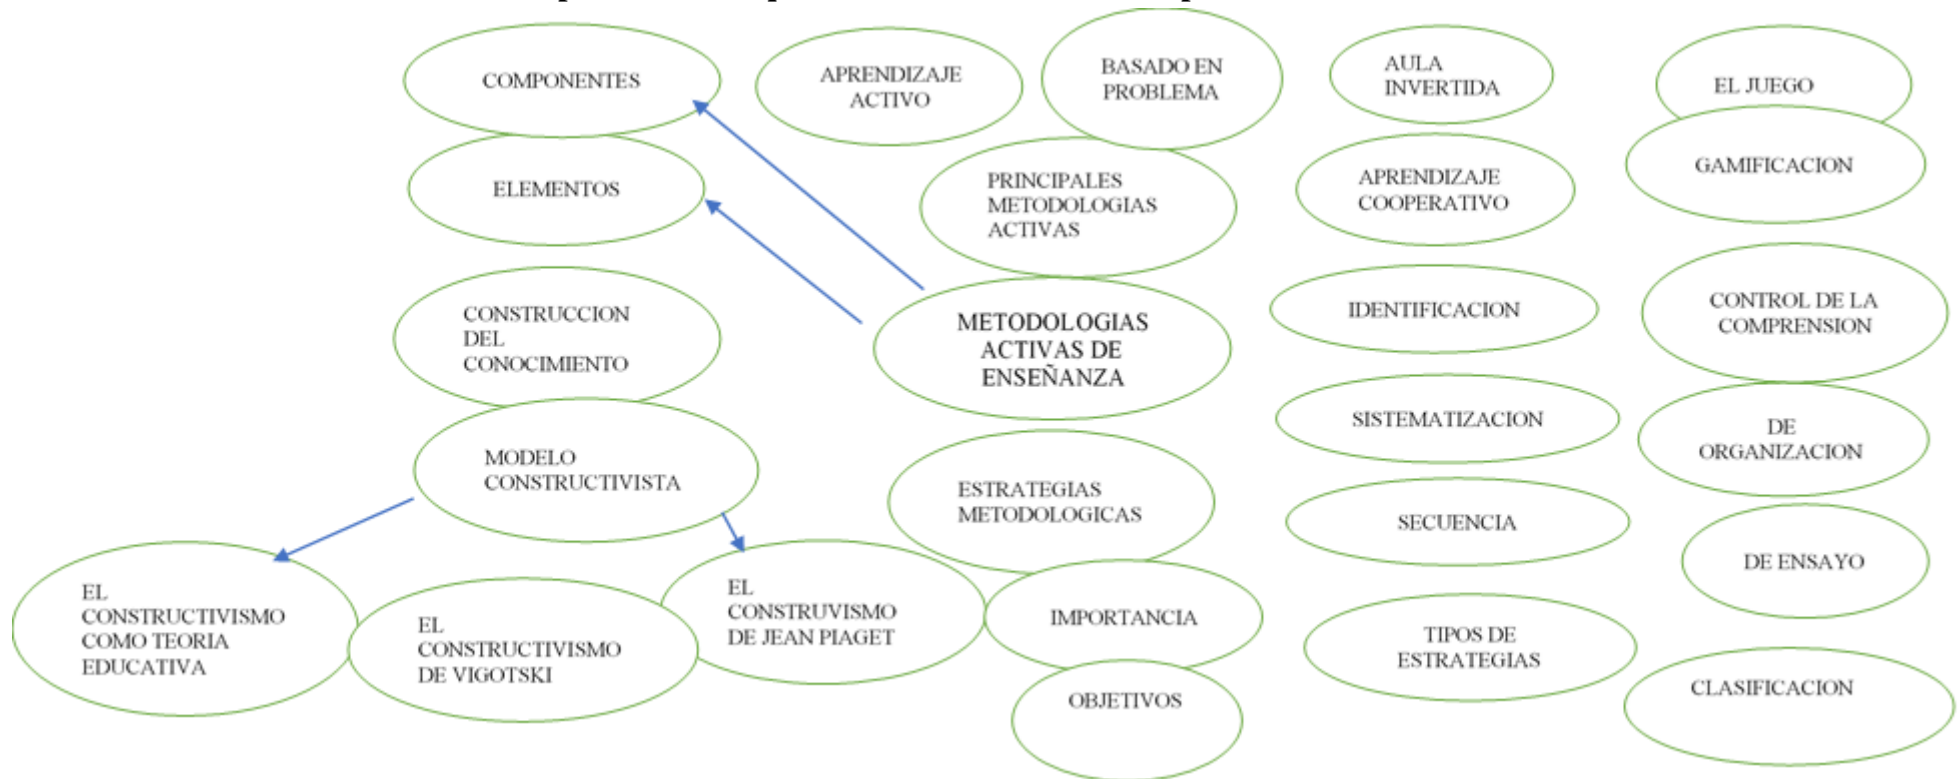 COMPONENTES
APRENDIZAJE
ACTIVO
BASADO EN
PROBLEMA
AULA
INVERTIDA
EL JUEGO
ELEMENTOS
PRINCIPALES
METODOLOGIAS
ACTIVAS
APRENDIZAJE
COOPERATIVO
GAMIFICACION
CONSTRUCCION
DEL
CONOCIMIENTO
METODOLOGIAS
ACTIVAS DE
ENSEÑANZA
IDENTIFICACION
CONTROL DE LA
COMPRENSION
MODELO
CONSTRUCTIVISTA
ESTRATEGIAS
METODOLOGICAS
SISTEMATIZACION
DE
ORGANIZACION
SECUENCIA
DE ENSAYO
EL
CONSTRUCTIVISMO
COMO TEORIA
EDUCATIVA
EL
CONSTRUCTIVISMO
DE VIGOTSKI
EL
CONSTRUVISMO
DE JEAN PIAGET
IMPORTANCIA
TIPOS DE
ESTRATEGIAS
OBJETIVOS
CLASIFICACION